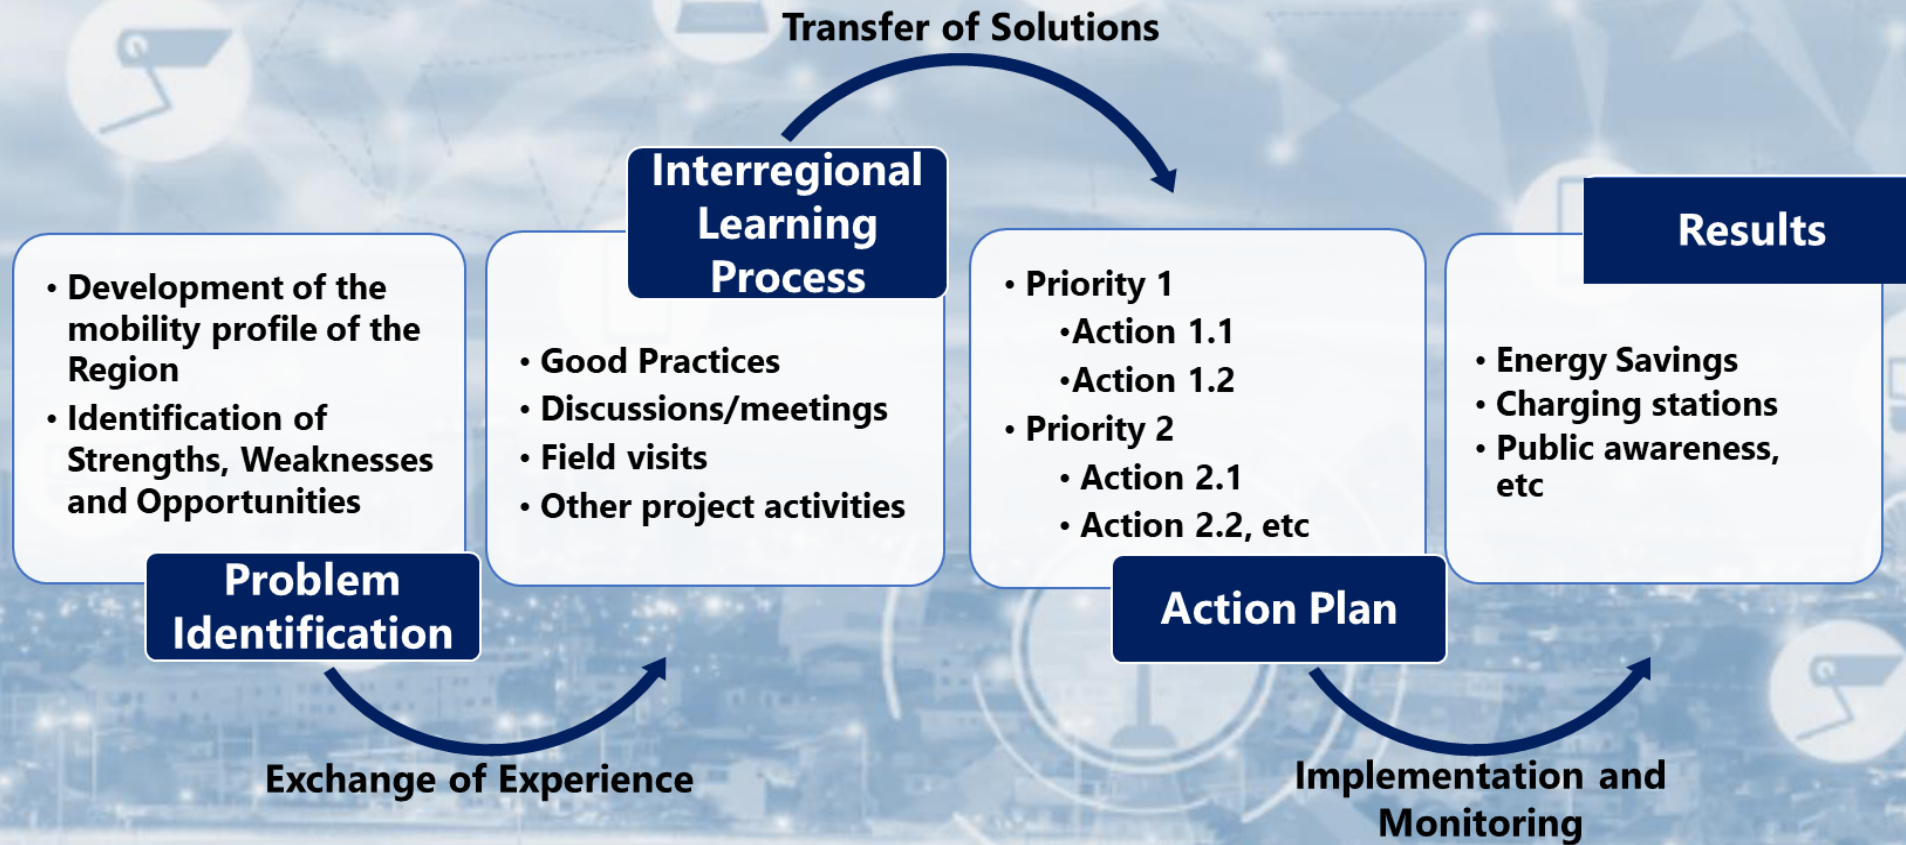 Transfer of Solutions
Interregional
Learning
Process
Results
• Development of the
mobility profile of the
Region
• Identification of
Strengths, Weaknesses
and Opportunities
Problem
Identification
• Good Practices
• Discussions/meetings
• Field visits
• Other project activities
• Priority 1
•Action 1.1
•Action 1.2
• Priority 2
• Action 2.1
• Action 2.2, etc
Action Plan
• Energy Savings
• Charging stations
• Public awareness,
etc
Exchange of Experience
Implementation and
Monitoring